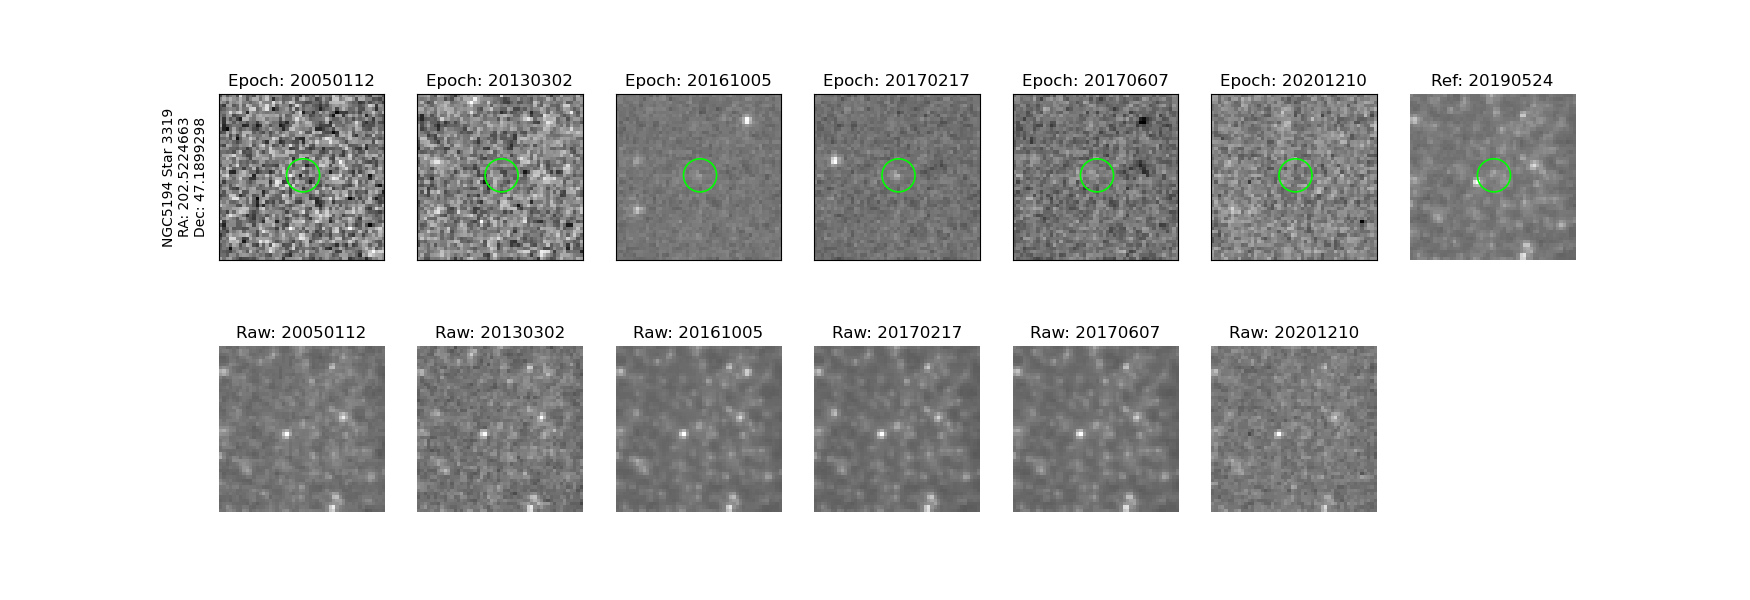 Epoch: 20050112
Epoch: 20130302
Epoch: 20161005
Epoch: 20170217
Epoch: 20170607
Epoch: 20201210
Ref: 20190524
NGC5194 Star 3319
RA: 202.5224663
Dec: 47.1899298
Raw: 20050112
Raw: 20130302
Raw: 20161005
Raw: 20170217
Raw: 20170607
Raw: 20201210